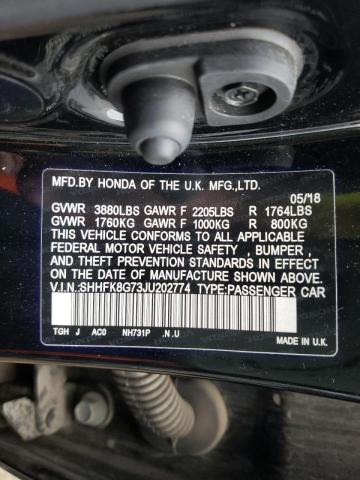 MFD.BY HONDA OF THE U.K. MFG.,LTD.
05/18
GVWR 3880LBS GAWR F 2205LBS R 1764LBS
GVWR 1760KG GAWR F 1000KG R 800KG
THIS VEHICLE CONFORMS TO ALL APPLICABLE
FEDERAL MOTOR VEHICLE SAFETY , BUMPER ,
AND THEFT PREVENTION STANDARDS IN EFFECT
ON THE DATE OF MANUFACTURE SHOWN ABOVE.
V.I.N.:SHHFK8G73JU202774 TYPE:PASSENGER CAR
TGH J AC0 NH731P .N.U
MADE IN U.K.